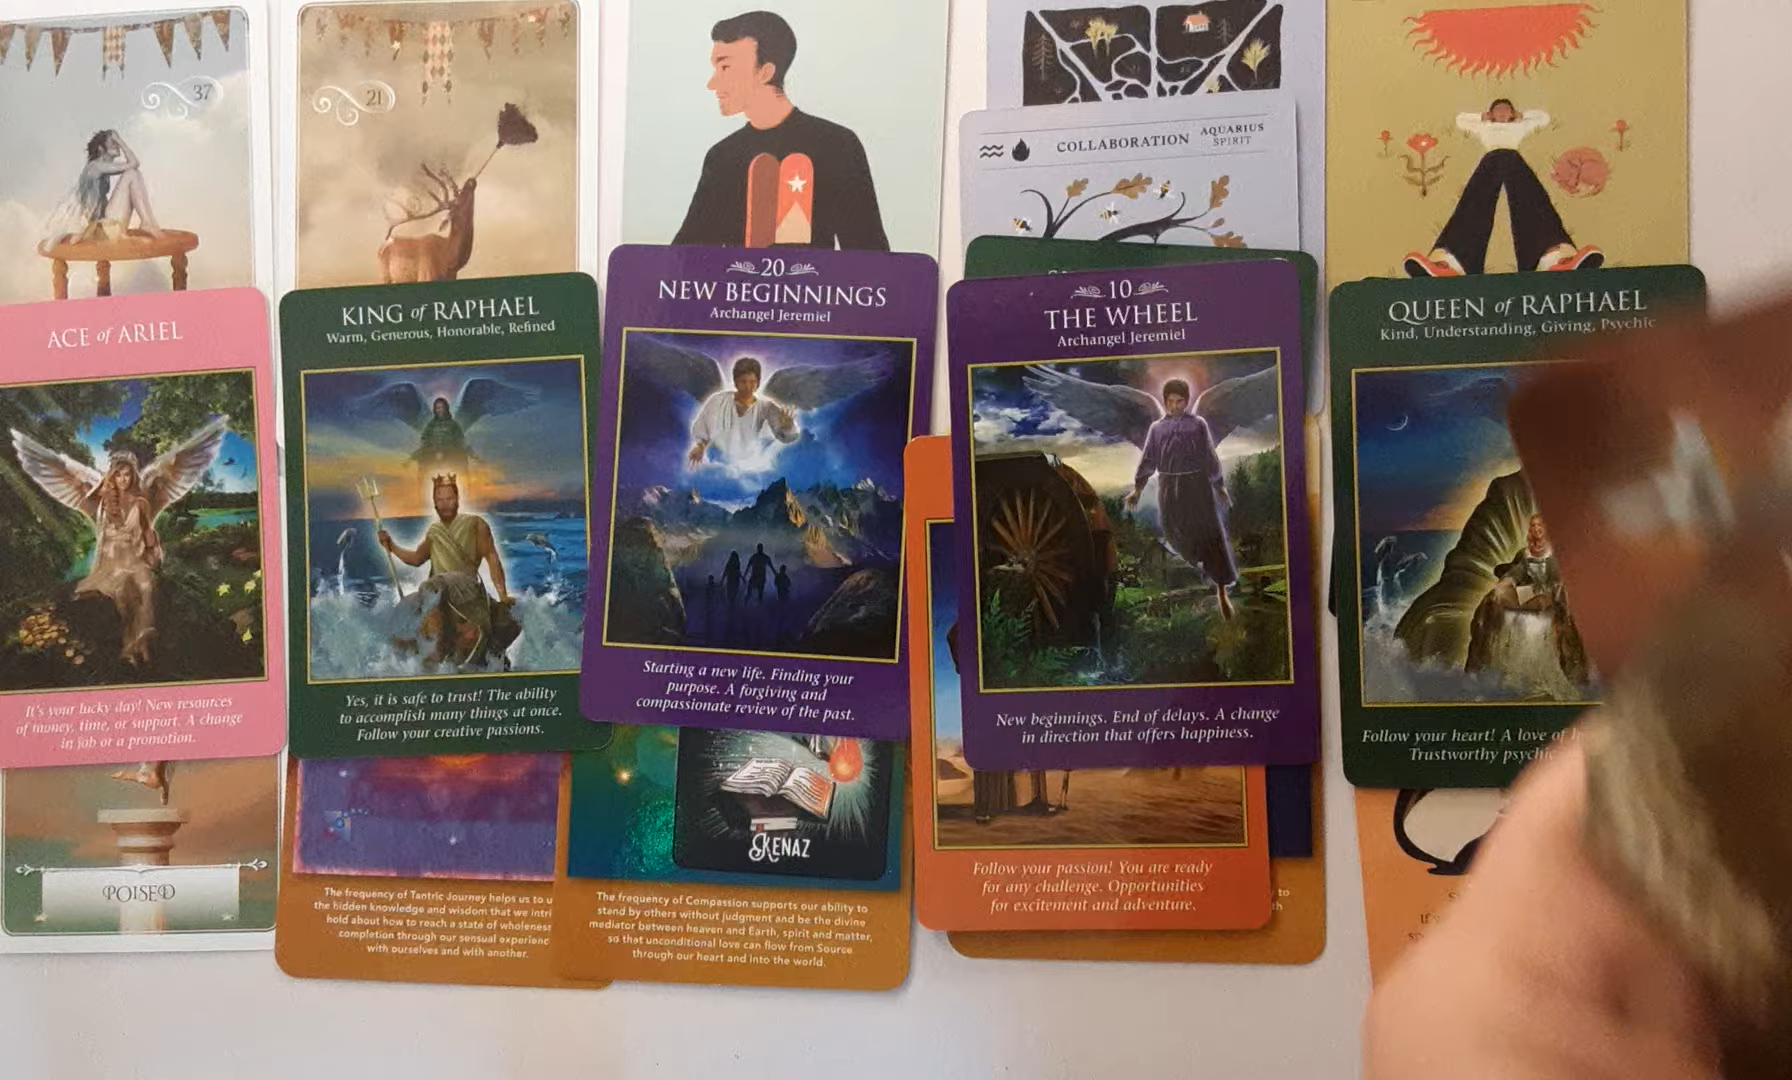 37
21
COLLABORATION
AQUARIUS
SPIRIT
ACE of ARIEL
It's your lucky day! New resources
of money, time, or support. A change
in job or a promotion.
POISED
KING of RAPHAEL
Warm, Generous, Honorable, Refined
Yes, it is safe to trust! The ability
to accomplish many things at once.
Follow your creative passions.
The frequency of Tantric Journey helps us to u
the hidden knowledge and wisdom that we intri
hold about how to reach a state of wholeness
completion through our sensual experienc
with ourselves and with another.
20
NEW BEGINNINGS
Archangel Jeremiel
Starting a new life. Finding your
purpose. A forgiving and
compassionate review of the past.
KENAZ
The frequency of Compassion supports our ability to
stand by others without judgment and be the divine
mediator between heaven and Earth, spirit and matter,
so that unconditional love can flow from Source
through our heart and into the world.
10
THE WHEEL
Archangel Jeremiel
New beginnings. End of delays. A change
in direction that offers happiness.
Follow your passion! You are ready
for any challenge. Opportunities
for excitement and adventure.
to
th
QUEEN of RAPHAEL
Kind, Understanding, Giving, Psychic
Follow your heart! A love of h
Trustworthy psychic